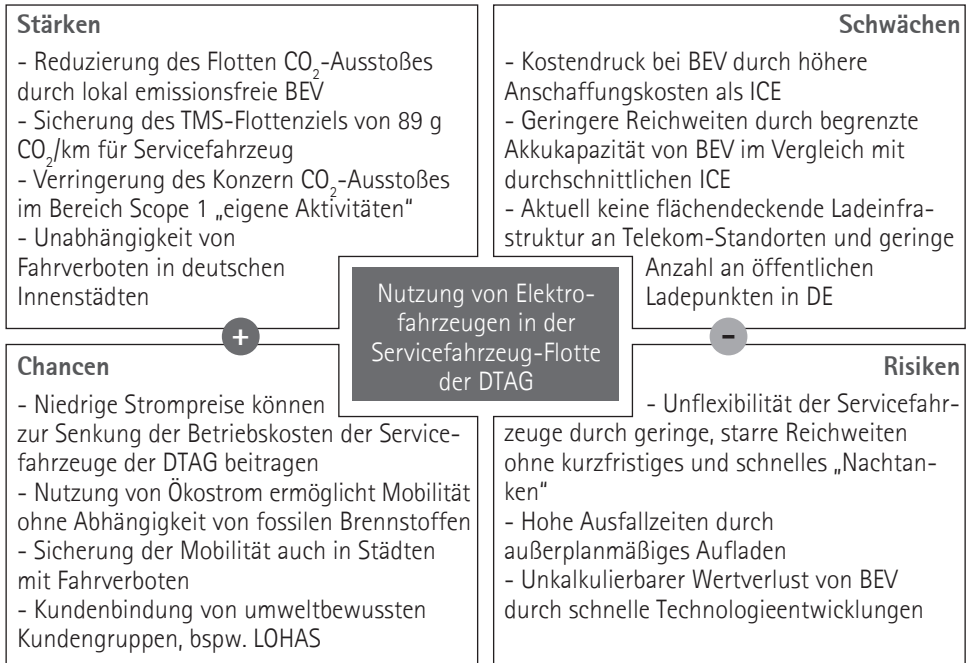 Stärken
- Reduzierung des Flotten CO₂-Ausstoßes
durch lokal emissionsfreie BEV
- Sicherung des TMS-Flottenziels von 89 g
CO₂/km für Servicefahrzeug
- Verringerung des Konzern CO₂-Ausstoßes
im Bereich Scope 1 „eigene Aktivitäten"
- Unabhängigkeit von
Fahrverboten in deutschen
Innenstädten
Schwächen
- Kostendruck bei BEV durch höhere
Anschaffungskosten als ICE
- Geringere Reichweiten durch begrenzte
Akkukapazität von BEV im Vergleich mit
durchschnittlichen ICE
- Aktuell keine flächendeckende Ladeinfra-
struktur an Telekom-Standorten und geringe
Anzahl an öffentlichen
Ladepunkten in DE
Nutzung von Elektro-
fahrzeugen in der
Servicefahrzeug-Flotte
der DTAG
+
-
Chancen
- Niedrige Strompreise können
zur Senkung der Betriebskosten der Service-
fahrzeuge der DTAG beitragen
- Nutzung von Ökostrom ermöglicht Mobilität
ohne Abhängigkeit von fossilen Brennstoffen
- Sicherung der Mobilität auch in Städten
mit Fahrverboten
- Kundenbindung von umweltbewussten
Kundengruppen, bspw. LOHAS
Risiken
- Unflexibilität der Servicefahr-
zeuge durch geringe, starre Reichweiten
ohne kurzfristiges und schnelles „Nachtan-
ken"
- Hohe Ausfallzeiten durch
außerplanmäßiges Aufladen
- Unkalkulierbarer Wertverlust von BEV
durch schnelle Technologieentwicklungen